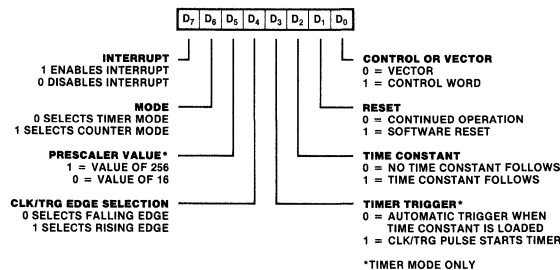 D7 D6 D5 D4 D3 D2 D1 D0
INTERRUPT
1 ENABLES INTERRUPT
0 DISABLES INTERRUPT
MODE
0 SELECTS TIMER MODE
1 SELECTS COUNTER MODE
PRESCALER VALUE*
1 = VALUE OF 256
0 = VALUE OF 16
CLK/TRG EDGE SELECTION
0 SELECTS FALLING EDGE
1 SELECTS RISING EDGE
CONTROL OR VECTOR
0 = VECTOR
1 = CONTROL WORD
RESET
0 = CONTINUED OPERATION
1 = SOFTWARE RESET
TIME CONSTANT
0 = NO TIME CONSTANT FOLLOWS
1 = TIME CONSTANT FOLLOWS
TIMER TRIGGER*
0 = AUTOMATIC TRIGGER WHEN
TIME CONSTANT IS LOADED
1 = CLK/TRG PULSE STARTS TIMER
*TIMER MODE ONLY